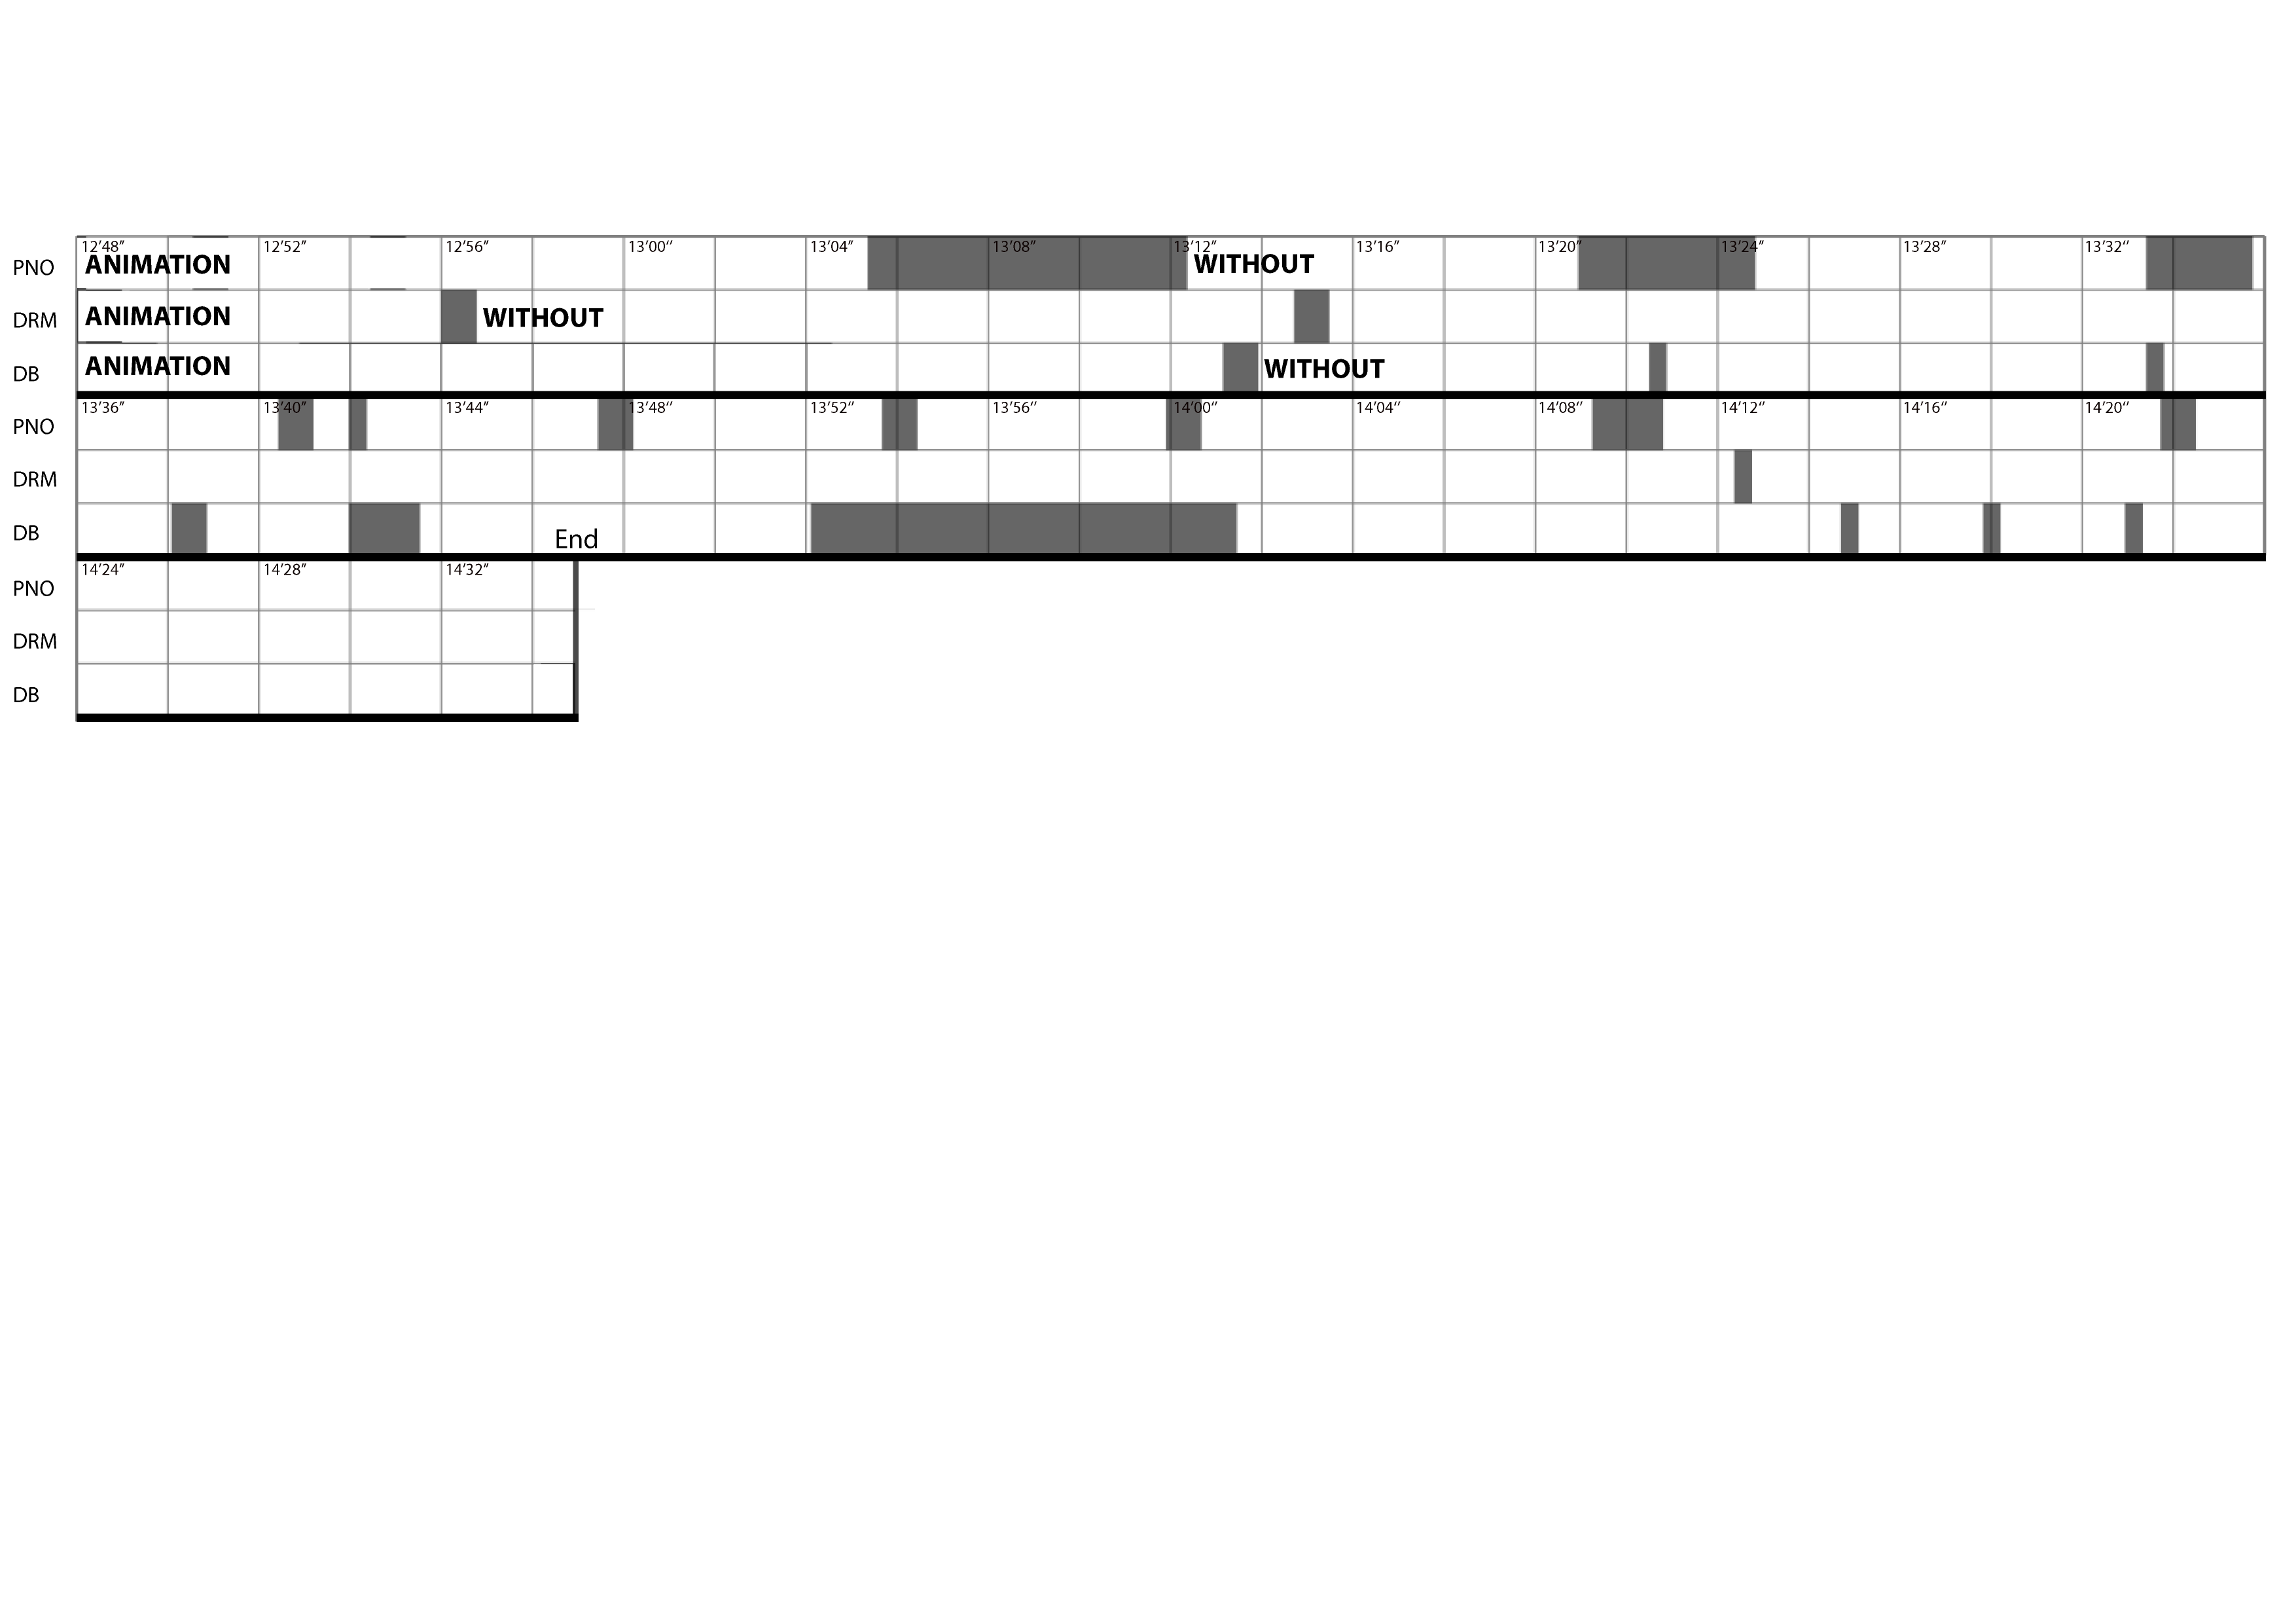 12’48” 12’52” 12’56” 13’00” 13’04” 13’08” 13’12” 13’16” 13’20” 13’24” 13’28” 13’32”
PNO ANIMATION WITHOUT
DRM ANIMATION WITHOUT
DB ANIMATION WITHOUT
13’36” 13’40” 13’44” 13’48” 13’52” 13’56” 14’00” 14’04” 14’08” 14’12” 14’16” 14’20”
PNO
DRM
DB End
14’24” 14’28” 14’32”
PNO
DRM
DB